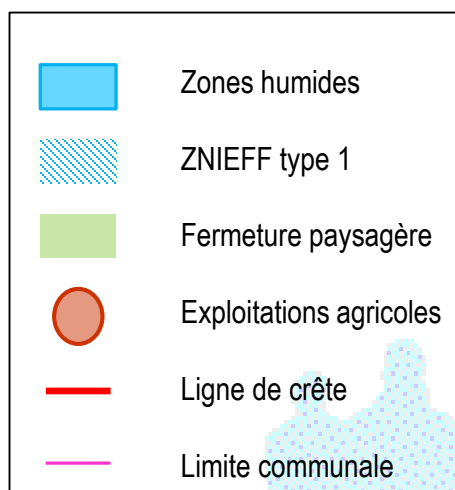 Zones humides
ZNIEFF type 1
Fermeture paysagère
Exploitations agricoles
Ligne de crête
Limite communale